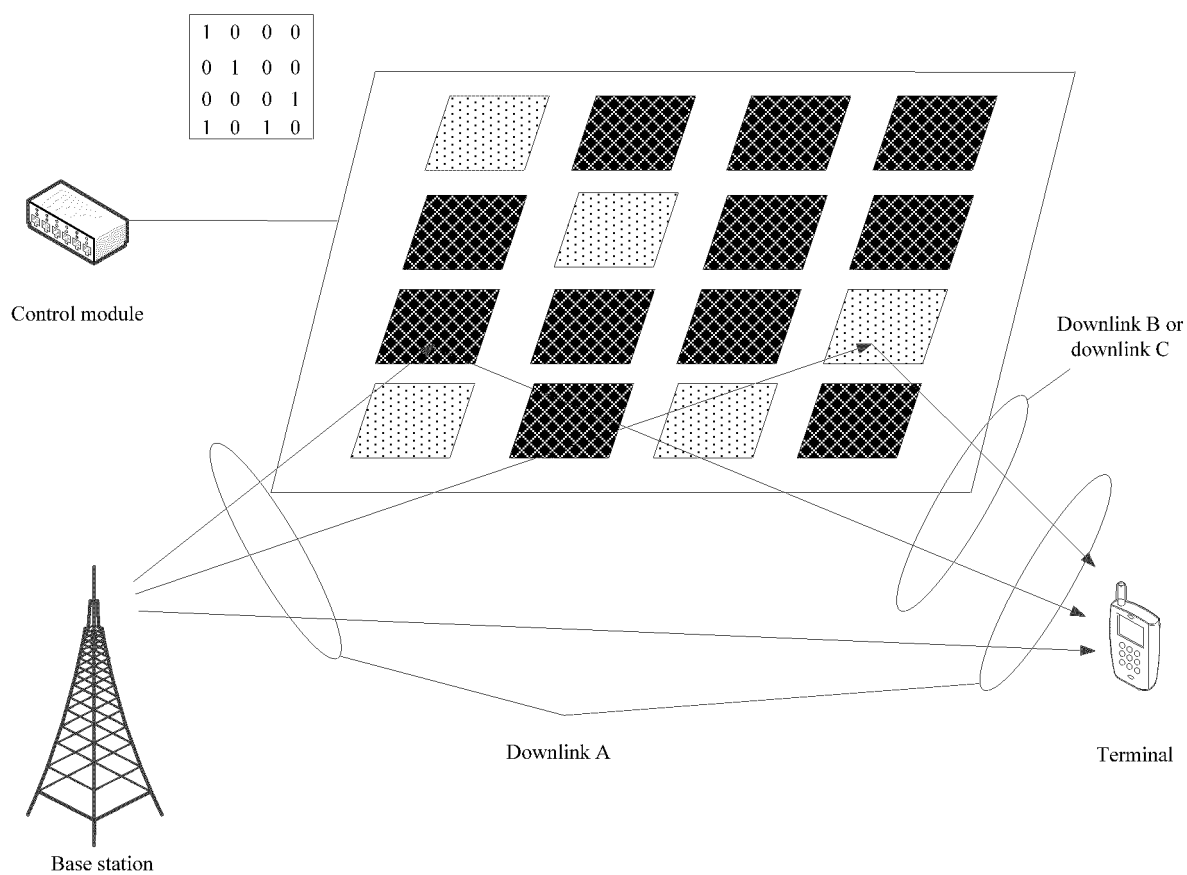 1 0 0 0
0 1 0 0
0 0 0 1
1 0 1 0
Control module
Downlink B or
downlink C
Downlink A
Terminal
Base station